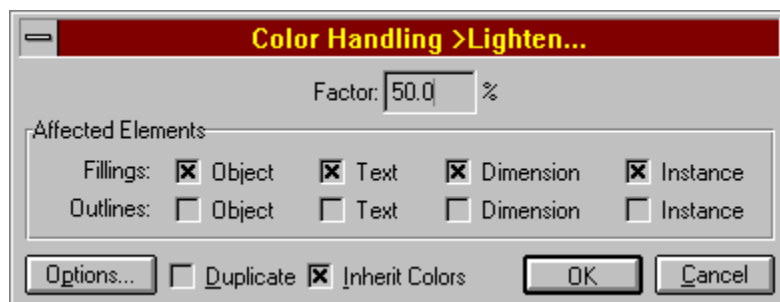 Color Handling >Lighten...
Factor: 50.0 %
Affected Elements
Fillings: Object Text Dimension Instance
Outlines: Object Text Dimension Instance
Options... Duplicate Inherit Colors OK Cancel